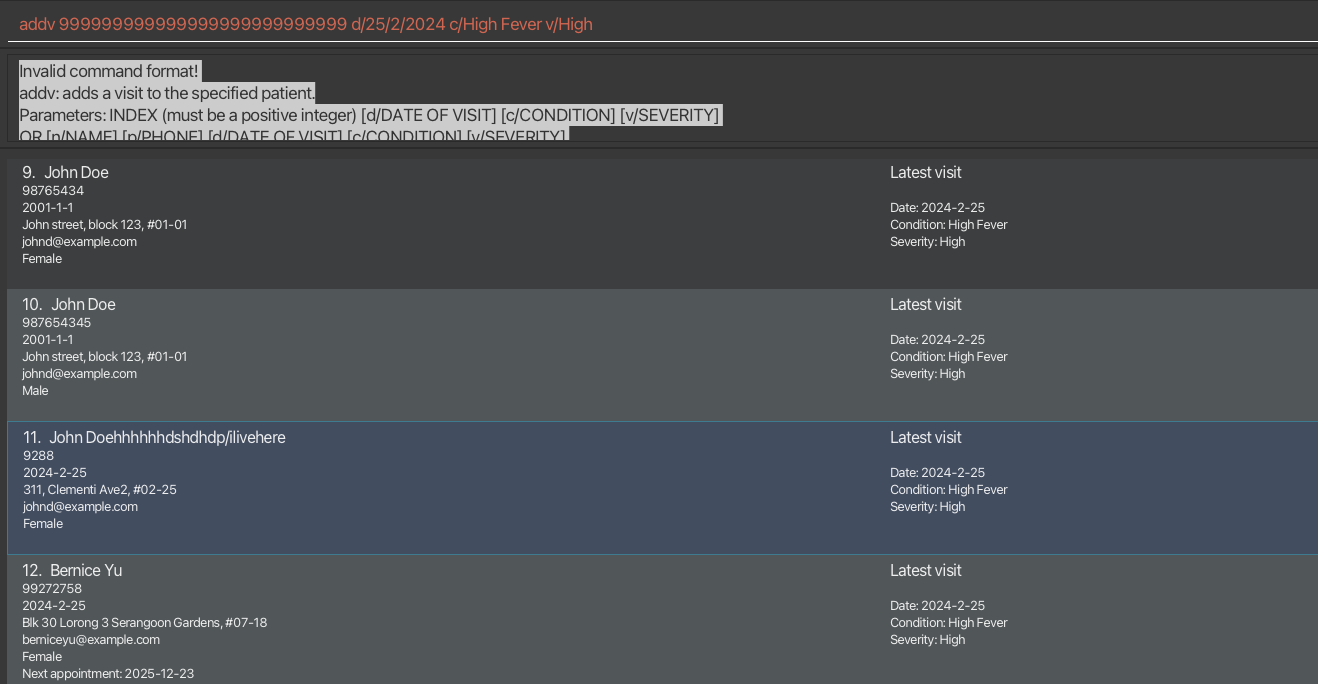 addv 999999999999999999999999999999999 d/25/2/2024 c/High Fever v/High
Invalid command format!
addv: adds a visit to the specified patient.
Parameters: INDEX (must be a positive integer) [d/DATE OF VISIT] [c/CONDITION] [v/SEVERITY]
OR [n/NAME] [p/PHONE] [d/DATE OF VISIT] [c/CONDITION] [v/SEVERITY]
9. John Doe
98765434
2001-1-1
John street, block 123, #01-01
johnd@example.com
Female
Latest visit
Date: 2024-2-25
Condition: High Fever
Severity: High
10. John Doe
987654345
2001-1-1
John street, block 123, #01-01
johnd@example.com
Male
Latest visit
Date: 2024-2-25
Condition: High Fever
Severity: High
11. John Doehhhhhhdshdhdp/ilivehere
9288
2024-2-25
311, Clementi Ave2, #02-25
johnd@example.com
Female
Latest visit
Date: 2024-2-25
Condition: High Fever
Severity: High
12. Bernice Yu
99272758
2024-2-25
Blk 30 Lorong 3 Serangoon Gardens, #07-18
berniceyu@example.com
Female
Next appointment: 2025-12-23
Latest visit
Date: 2024-2-25
Condition: High Fever
Severity: High